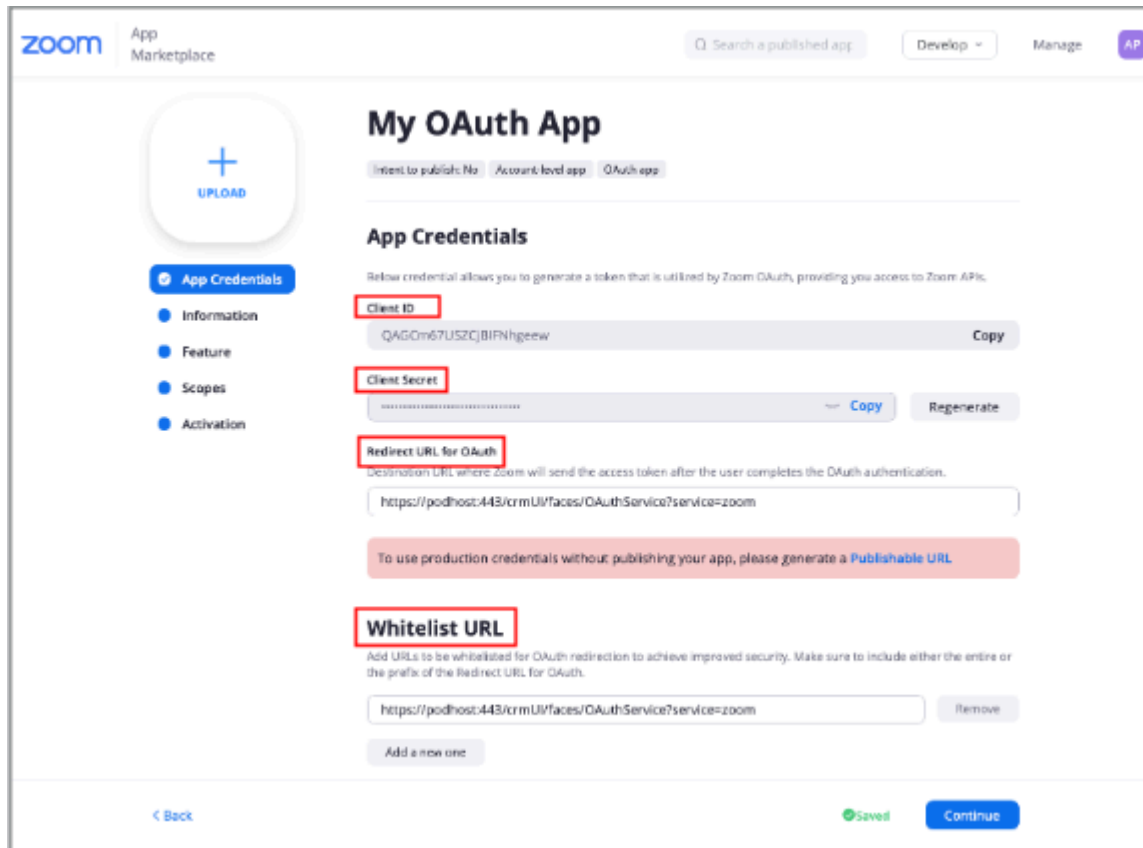 zoom
App
Marketplace
Search a published app
Develop
Manage
AP
UPLOAD
My OAuth App
Intent to publish: No Account-level app OAuth app
App Credentials
Below credential allows you to generate a token that is utilized by Zoom OAuth, providing you access to Zoom APIs.
App Credentials
Information
Feature
Scopes
Activation
Client ID
Copy
Client Secret
Copy
Regenerate
Redirect URL for OAuth
Destination URL where Zoom will send the access token after the user completes the OAuth authentication.
https://podhost:443/crmUI/faces/OAuthService?service=zoom
To use production credentials without publishing your app, please generate a Publishable URL
Whitelist URL
Add URLs to be whitelisted for OAuth redirection to achieve improved security. Make sure to include either the entire or
the prefix of the Redirect URL for OAuth.
https://podhost:443/crmUI/faces/OAuthService?service=zoom
Remove
Add a new one
< Back
Saved
Continue